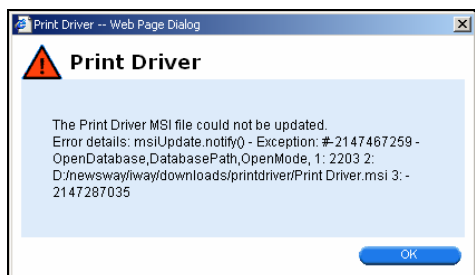 Print Driver -- Web Page Dialog
Print Driver
The Print Driver MSI file could not be updated.
Error details: msiUpdate.notify() - Exception: #-2147467259 -
OpenDatabase,DatabasePath,OpenMode, 1: 2203 2:
D:/newsway/iway/downloads/printdriver/Print Driver.msi 3: -
2147287035
OK